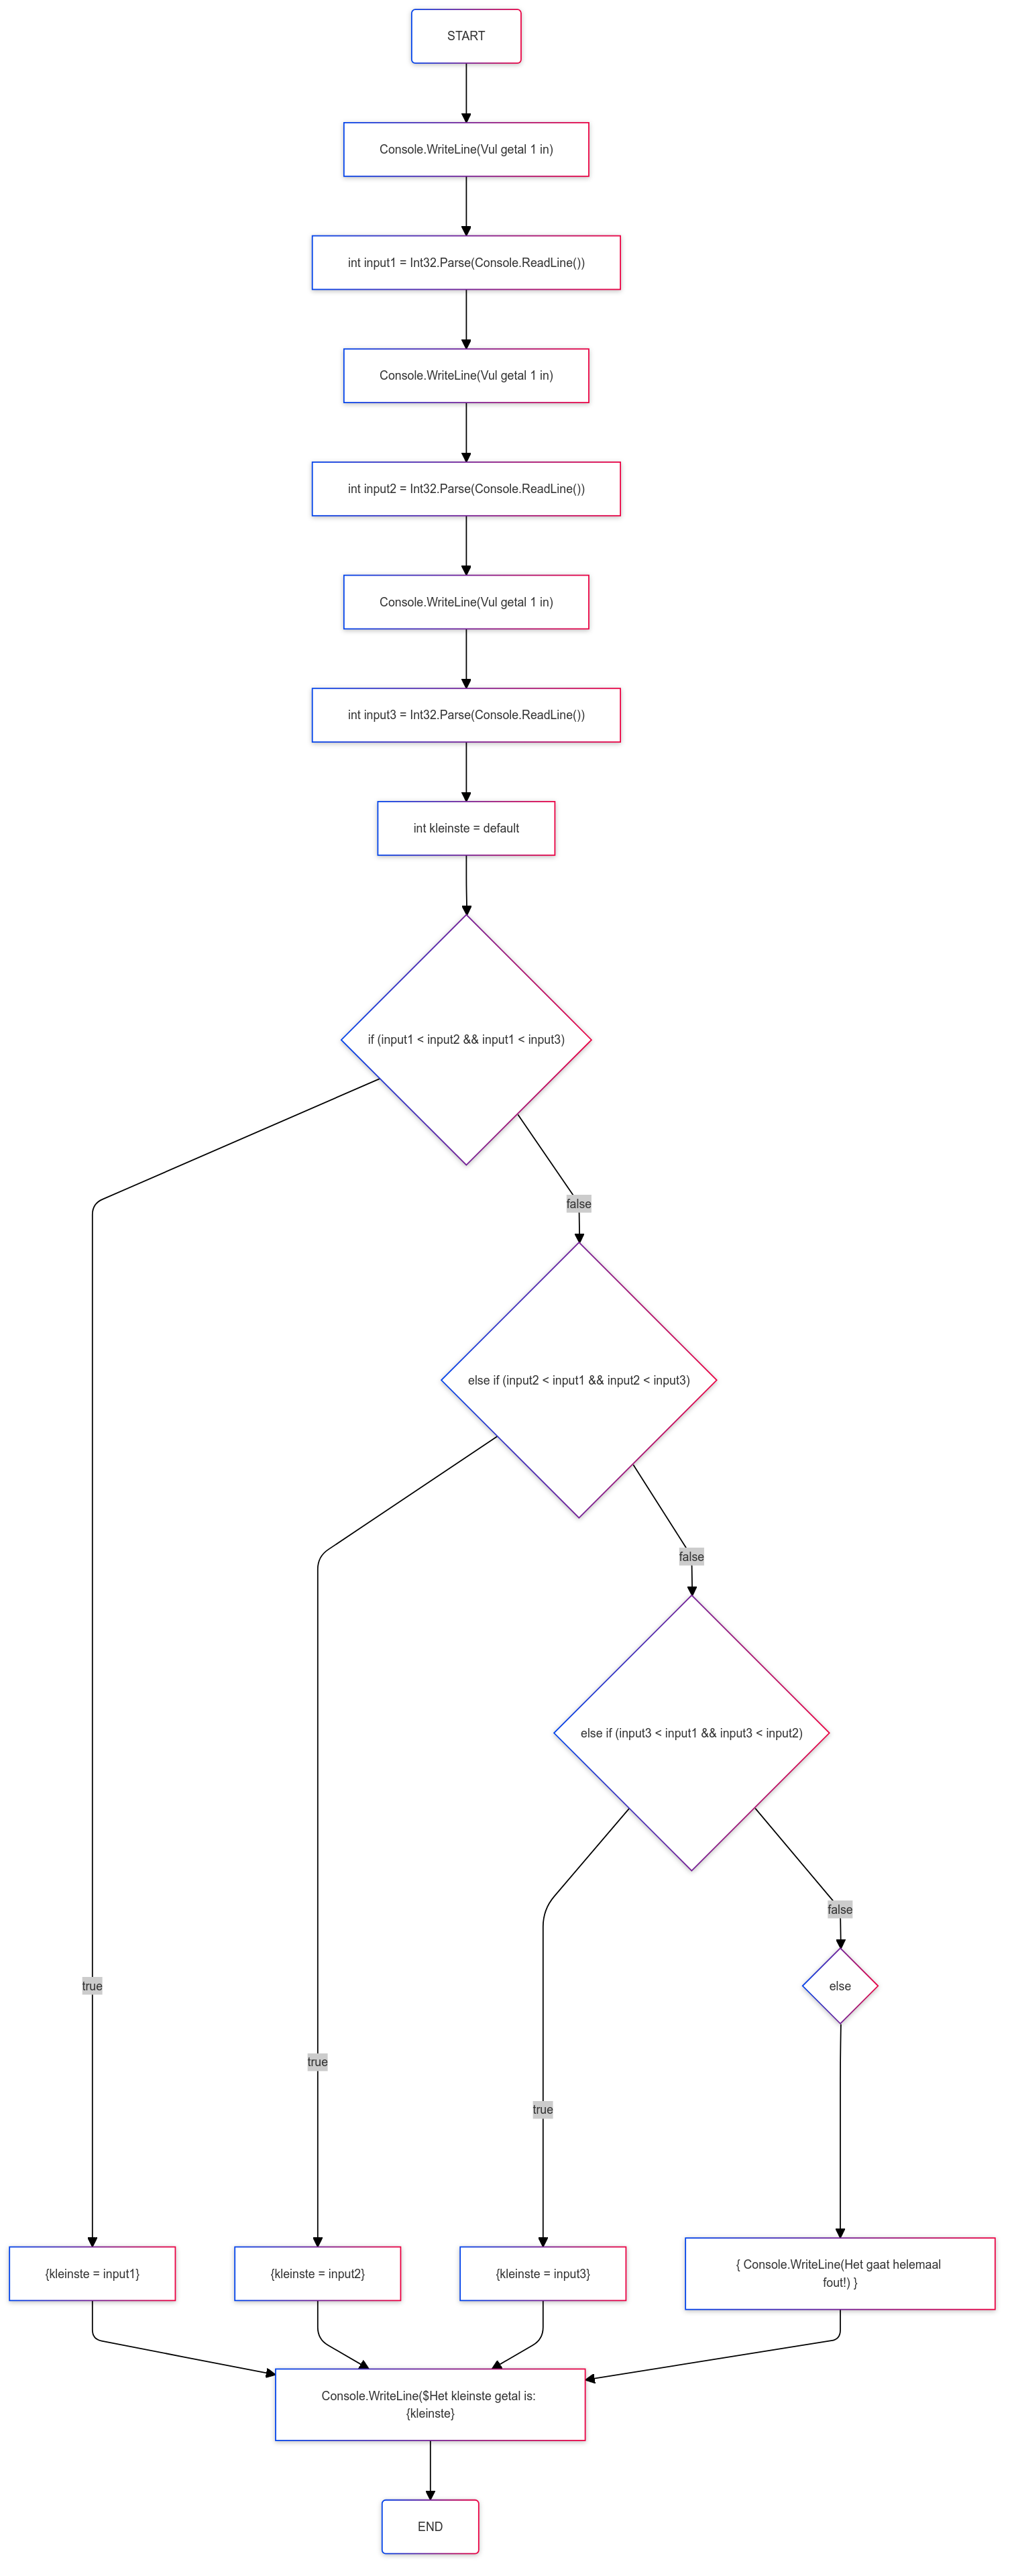 START
Console.WriteLine(Vul getal 1 in)
int input1 = Int32.Parse(Console.ReadLine())
Console.WriteLine(Vul getal 1 in)
int input2 = Int32.Parse(Console.ReadLine())
Console.WriteLine(Vul getal 1 in)
int input3 = Int32.Parse(Console.ReadLine())
int kleinste = default
if (input1 < input2 && input1 < input3)
false
else if (input2 < input1 && input2 < input3)
false
else if (input3 < input1 && input3 < input2)
false
else
true
true
true
{kleinste = input1}
{kleinste = input2}
{kleinste = input3}
{ Console.WriteLine(Het gaat helemaal
fout!) }
Console.WriteLine($Het kleinste getal is:
{kleinste}
END